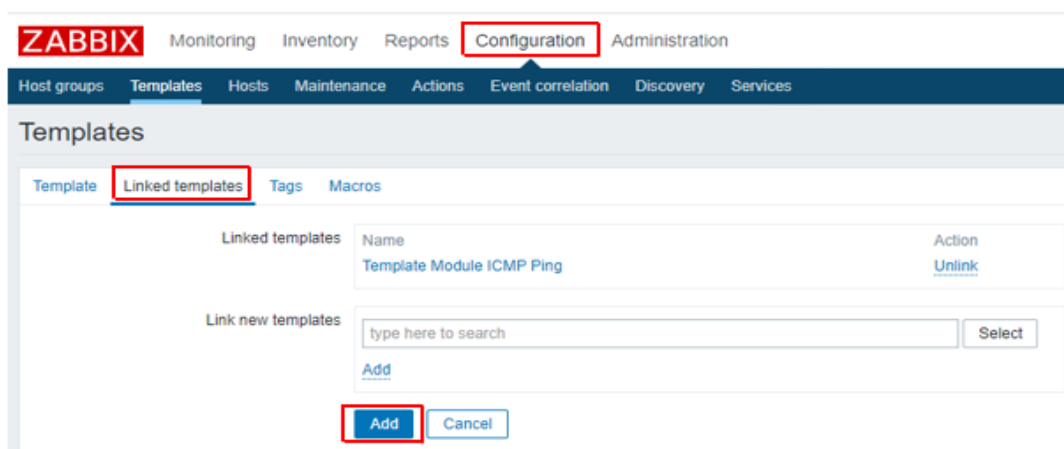 ZABBIX Monitoring Inventory Reports Configuration Administration
Host groups Templates Hosts Maintenance Actions Event correlation Discovery Services
Templates
Template Linked templates Tags Macros
Linked templates Name Action
Template Module ICMP Ping Unlink
Link new templates type here to search Select
Add
Add Cancel